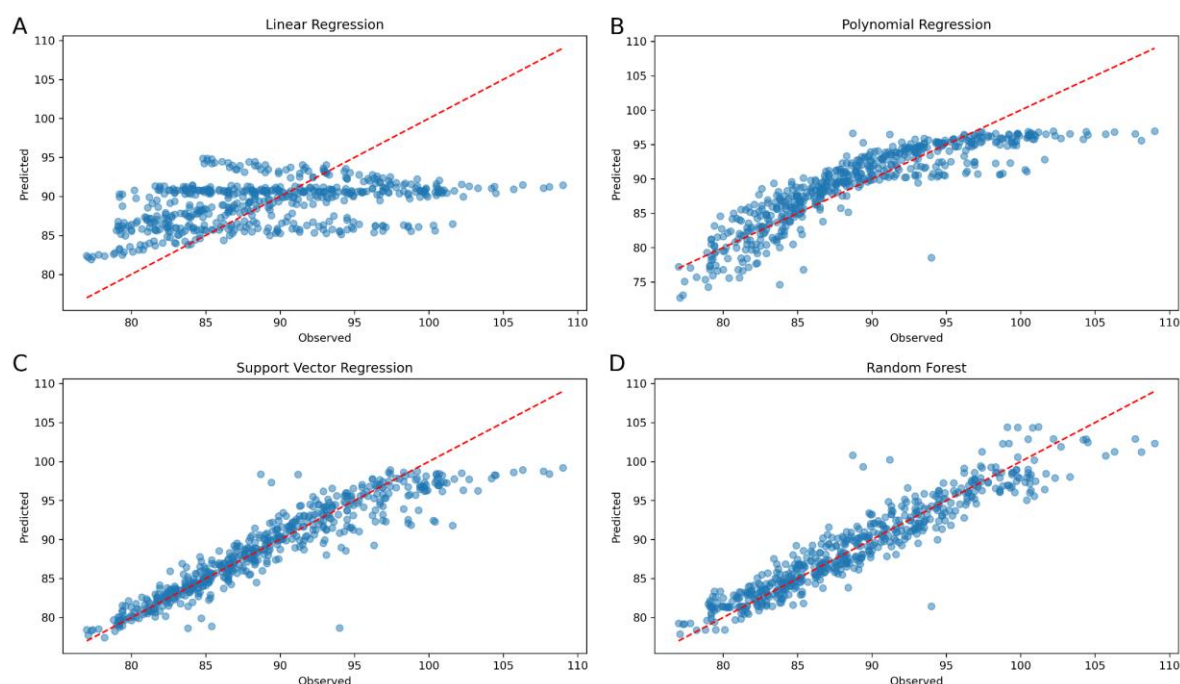 A
Linear Regression
110
105
100
95
90
85
80
Predicted
80 85 90 95 100 105 110
Observed
B
Polynomial Regression
110
105
100
95
90
85
80
75
Predicted
80 85 90 95 100 105 110
Observed
C
Support Vector Regression
110
105
100
95
90
85
80
Predicted
80 85 90 95 100 105 110
Observed
D
Random Forest
110
105
100
95
90
85
80
Predicted
80 85 90 95 100 105 110
Observed